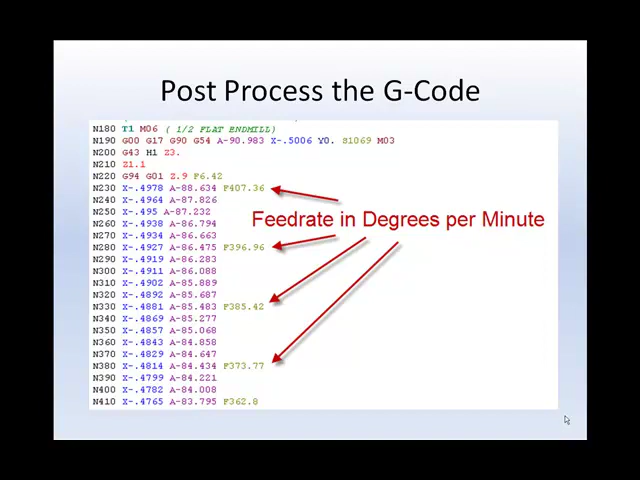 Post Process the G-Code
N180 T1 M06 ( 1/2 FLAT ENDMILL)
N190 G00 G17 G90 G54 A-90.983 X-.5006 Y0. S1069 M03
N200 G43 H1 Z3.
N210 Z1.1
N220 G94 G01 Z.9 F6.42
N230 X-.4978 A-88.634 F407.36
N240 X-.4964 A-87.826
N250 X-.495 A-87.232
N260 X-.4938 A-86.794
N270 X-.4934 A-86.663
N280 X-.4927 A-86.475 F396.96
N290 X-.4919 A-86.283
N300 X-.4911 A-86.088
N310 X-.4902 A-85.889
N320 X-.4892 A-85.687
N330 X-.4881 A-85.483 F385.42
N340 X-.4869 A-85.277
N350 X-.4857 A-85.068
N360 X-.4843 A-84.858
N370 X-.4829 A-84.647
N380 X-.4814 A-84.434 F373.77
N390 X-.4799 A-84.221
N400 X-.4782 A-84.008
N410 X-.4765 A-83.795 F362.8
Feedrate in Degrees per Minute